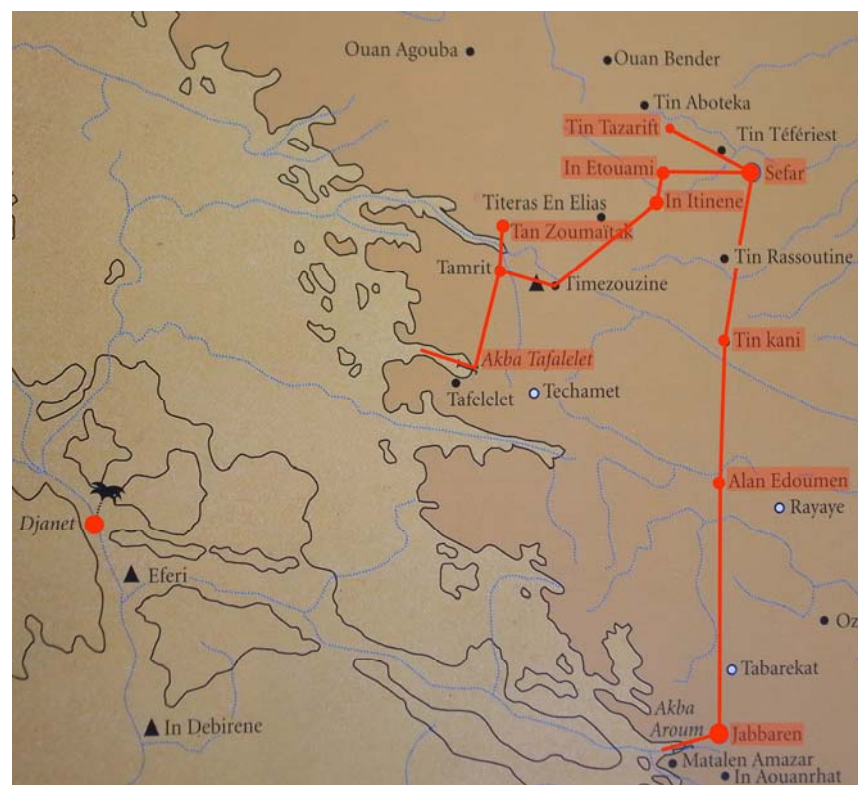 Ouan Agouba
Ouan Bender
Tin Aboteka
Tin Tazarift
Tin Téfériest
In Etouami
Sefar
Titeras En Elias
In Itinene
Tan Zoumaïtak
Tamrit
Tin Rassoutine
Timezouzine
Tin kani
Akba Tafalelet
Tafelelet
Techamet
Alan Edoumen
Rayaye
Djanet
Eferi
Oz
Tabarekat
In Debirene
Akba
Aroum
Jabbaren
Matalen Amazar
In Aouanrhat